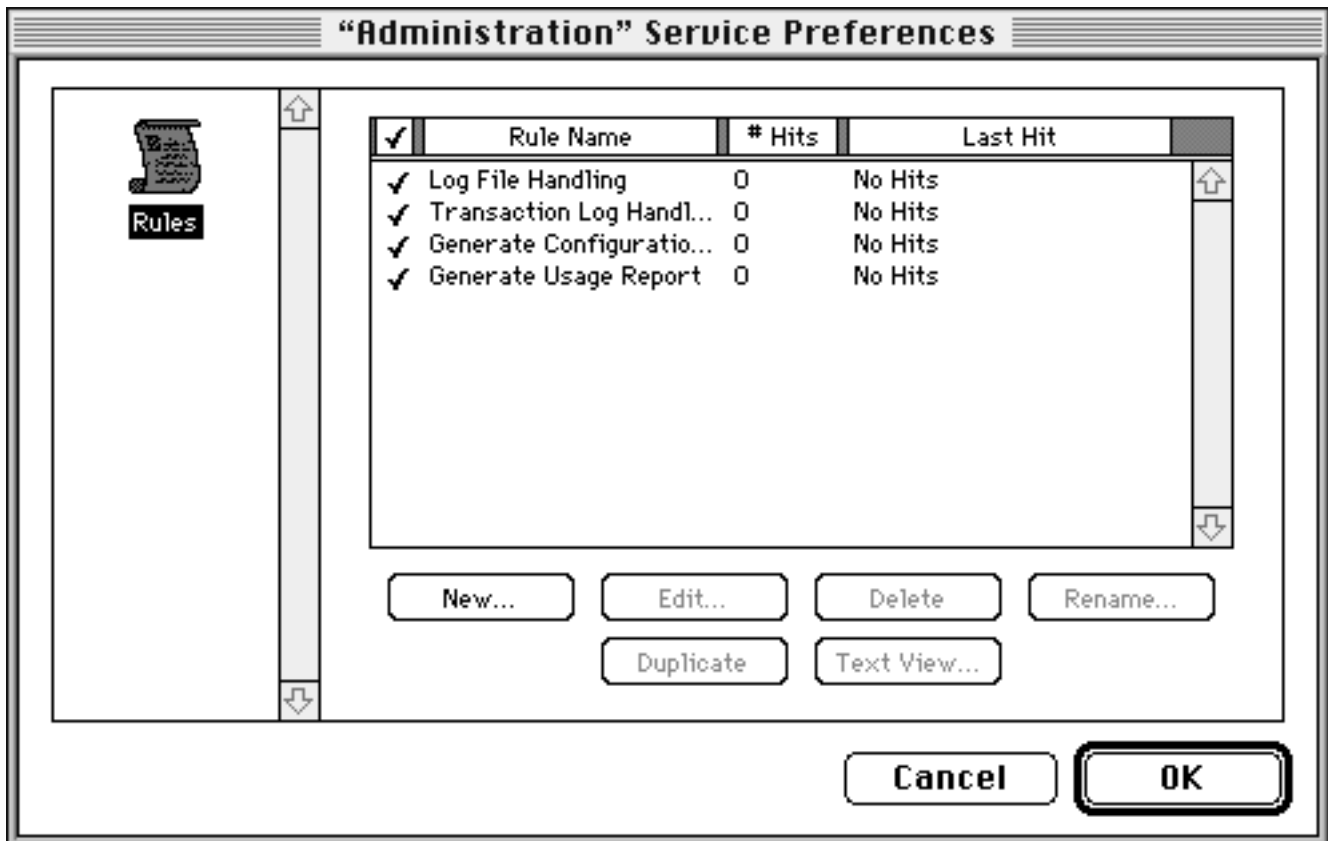 “Administration” Service Preferences
Rules
✓ Rule Name # Hits Last Hit
✓ Log File Handling 0 No Hits
✓ Transaction Log Handl... 0 No Hits
✓ Generate Configuratio... 0 No Hits
✓ Generate Usage Report 0 No Hits
New... Edit... Delete Rename...
Duplicate Text View...
Cancel OK